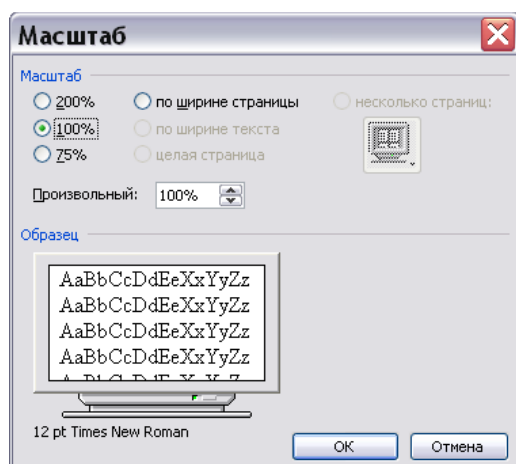 Масштаб
Масштаб
200% по ширине страницы несколько страниц:
100% по ширине текста
75% целая страница
Произвольный: 100%
Образец
AaBbCcDdEeXxYyZz
AaBbCcDdEeXxYyZz
AaBbCcDdEeXxYyZz
AaBbCcDdEeXxYyZz
12 pt Times New Roman
ОК Отмена